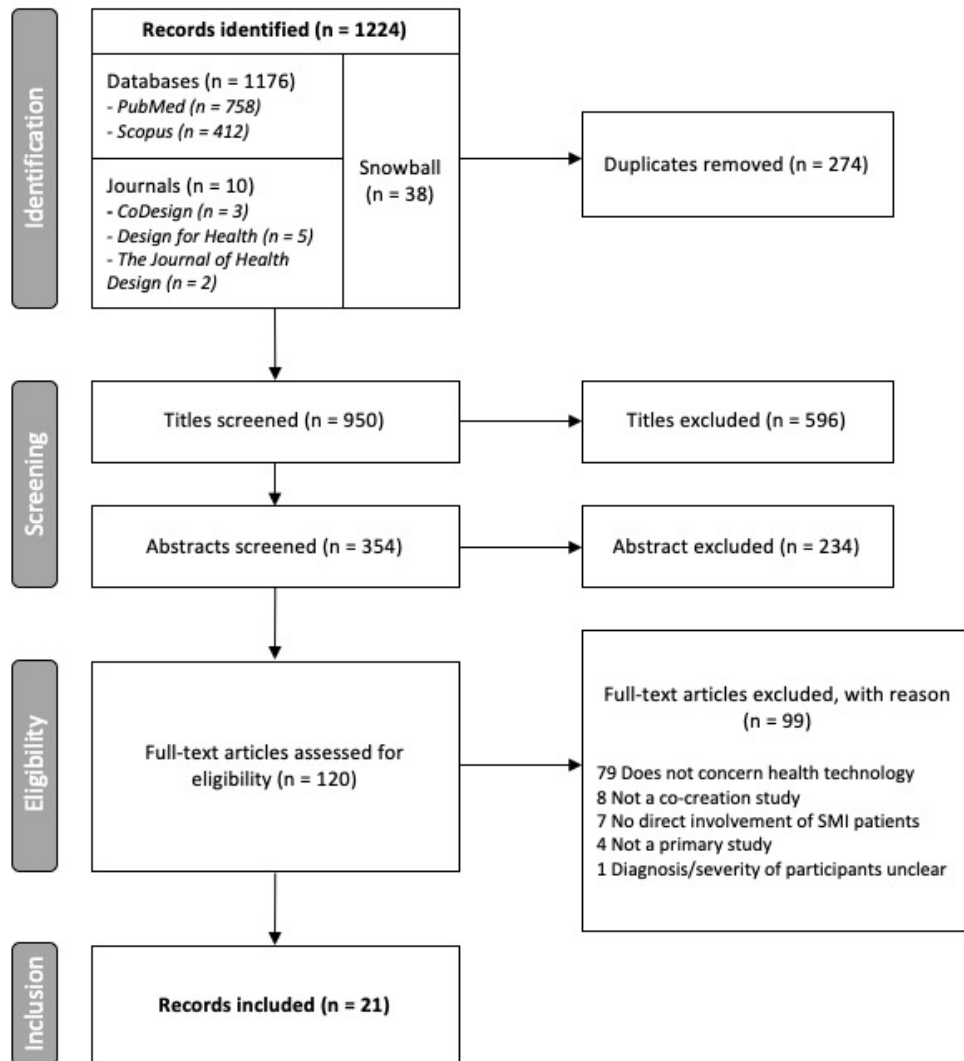 Identification
Records identified (n = 1224)
Databases (n = 1176)
- PubMed (n = 758)
- Scopus (n = 412)
Journals (n = 10)
- CoDesign (n = 3)
- Design for Health (n = 5)
- The Journal of Health
Design (n = 2)
Snowball
(n = 38)
Duplicates removed (n = 274)
Screening
Titles screened (n = 950)
Titles excluded (n = 596)
Abstracts screened (n = 354)
Abstract excluded (n = 234)
Eligibility
Full-text articles assessed for
eligibility (n = 120)
Full-text articles excluded, with reason
(n = 99)
79 Does not concern health technology
8 Not a co-creation study
7 No direct involvement of SMI patients
4 Not a primary study
1 Diagnosis/severity of participants unclear
Inclusion
Records included (n = 21)